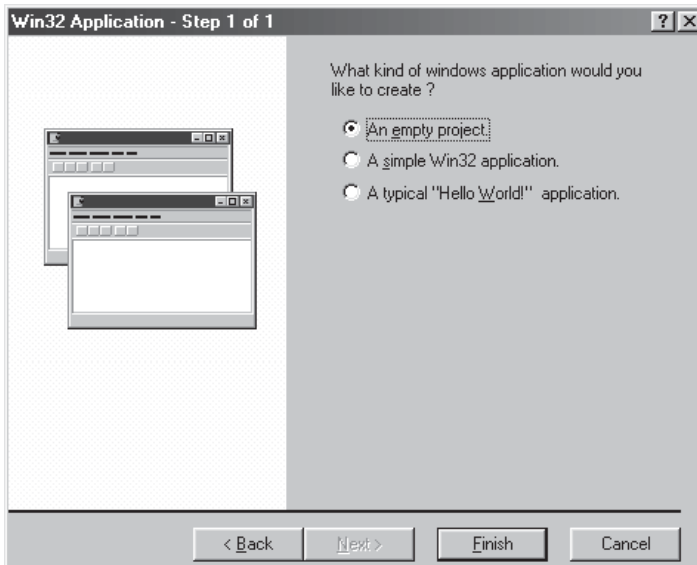 Win32 Application - Step 1 of 1
What kind of windows application would you
like to create ?
An empty project.
A simple Win32 application.
A typical "Hello World!" application.
< Back
Next >
Finish
Cancel